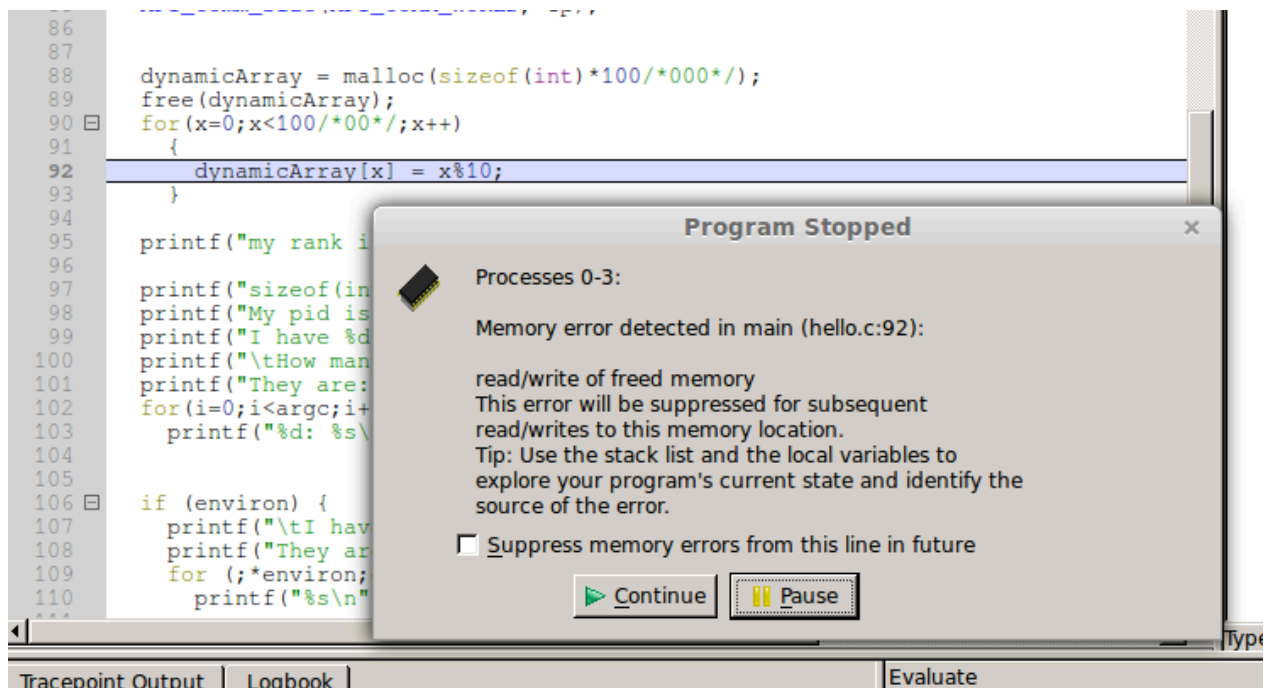 86
87
88 dynamicArray = malloc(sizeof(int)*100/*000*/);
89 free(dynamicArray);
90 for(x=0;x<100/*00*/;x++)
91 {
92 dynamicArray[x] = x%10;
93 }
94
95 printf("my rank i
96
97 printf("sizeof(in
98 printf("My pid is
99 printf("I have %d
100 printf("\tHow man
101 printf("They are:
102 for(i=0;i<argc;i+
103 printf("%d: %s\
104
105
106 if (environ) {
107 printf("\tI hav
108 printf("They ar
109 for (;*environ;
110 printf("%s\n"
Program Stopped
Processes 0-3:
Memory error detected in main (hello.c:92):
read/write of freed memory
This error will be suppressed for subsequent
read/writes to this memory location.
Tip: Use the stack list and the local variables to
explore your program's current state and identify the
source of the error.
Suppress memory errors from this line in future
Continue Pause
Type
Tracepoint Output Logbook Evaluate